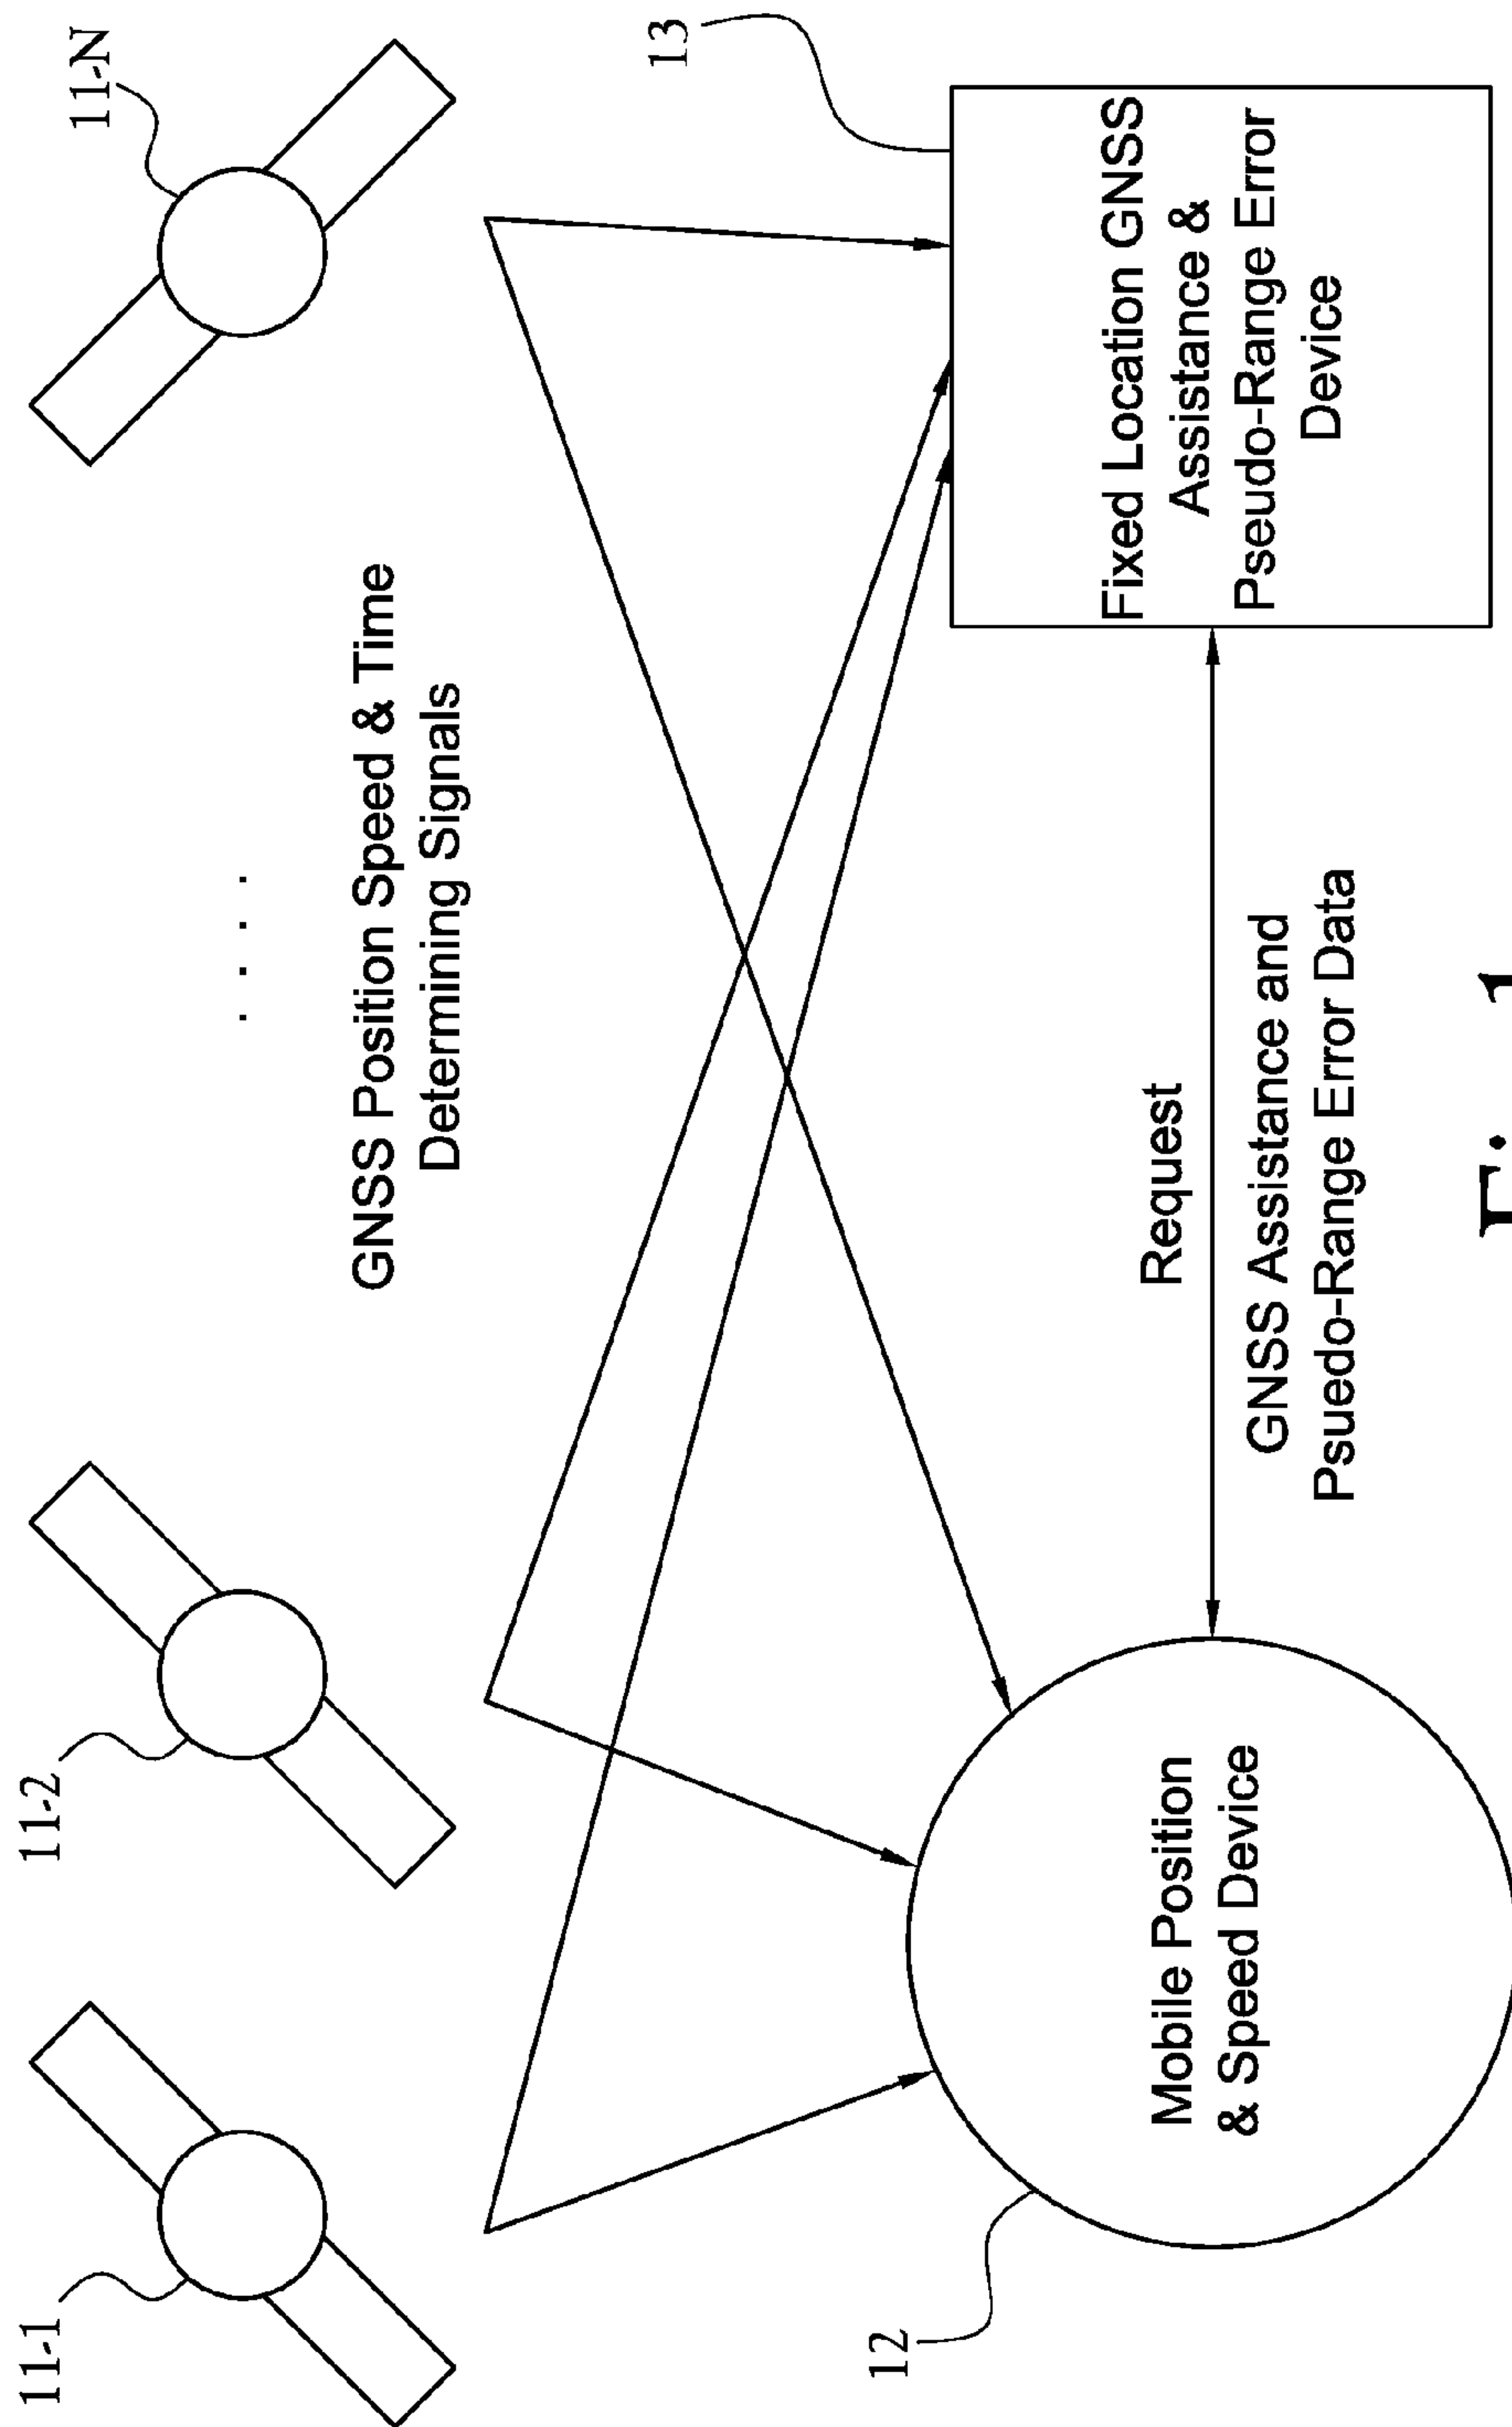 11-1
11-2
11-N
. . . .
GNSS Position Speed & Time
Determining Signals
12
13
Mobile Position
& Speed Device
Request
GNSS Assistance and
Psuedo-Range Error Data
Fixed Location GNSS
Assistance &
Pseudo-Range Error
Device